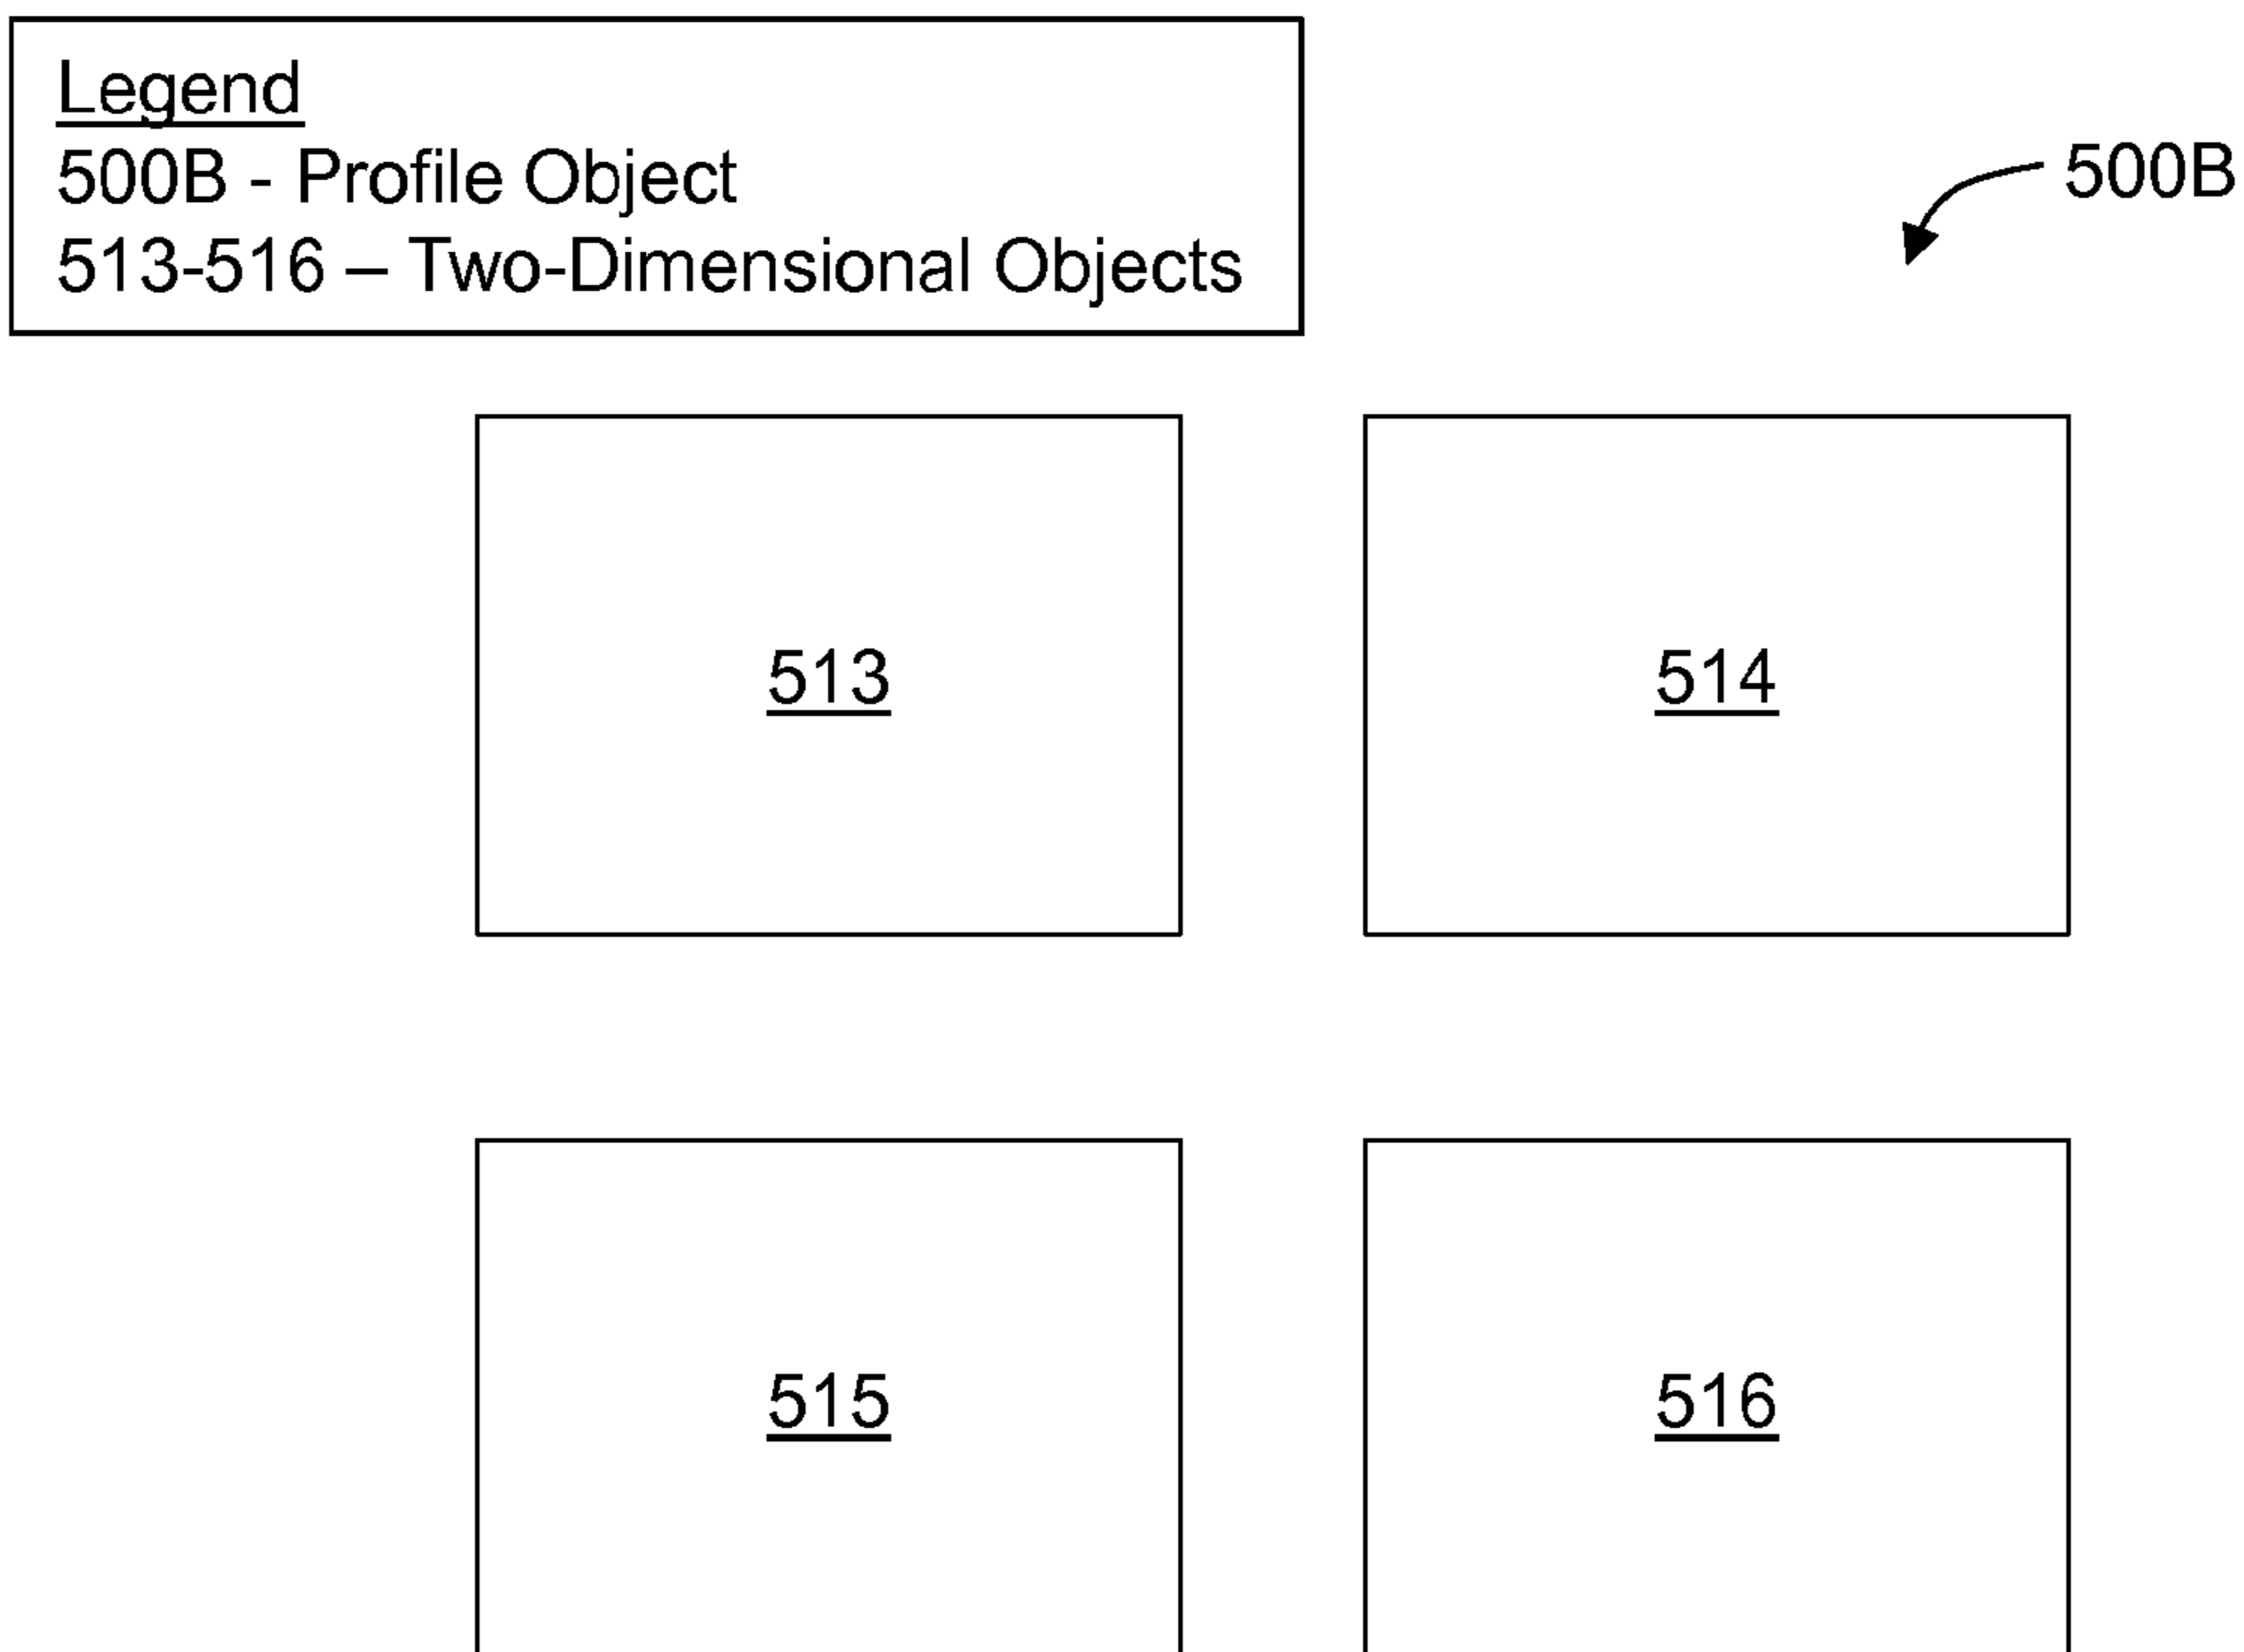 Legend
500B - Profile Object
513-516 – Two-Dimensional Objects
500B
513
514
515
516